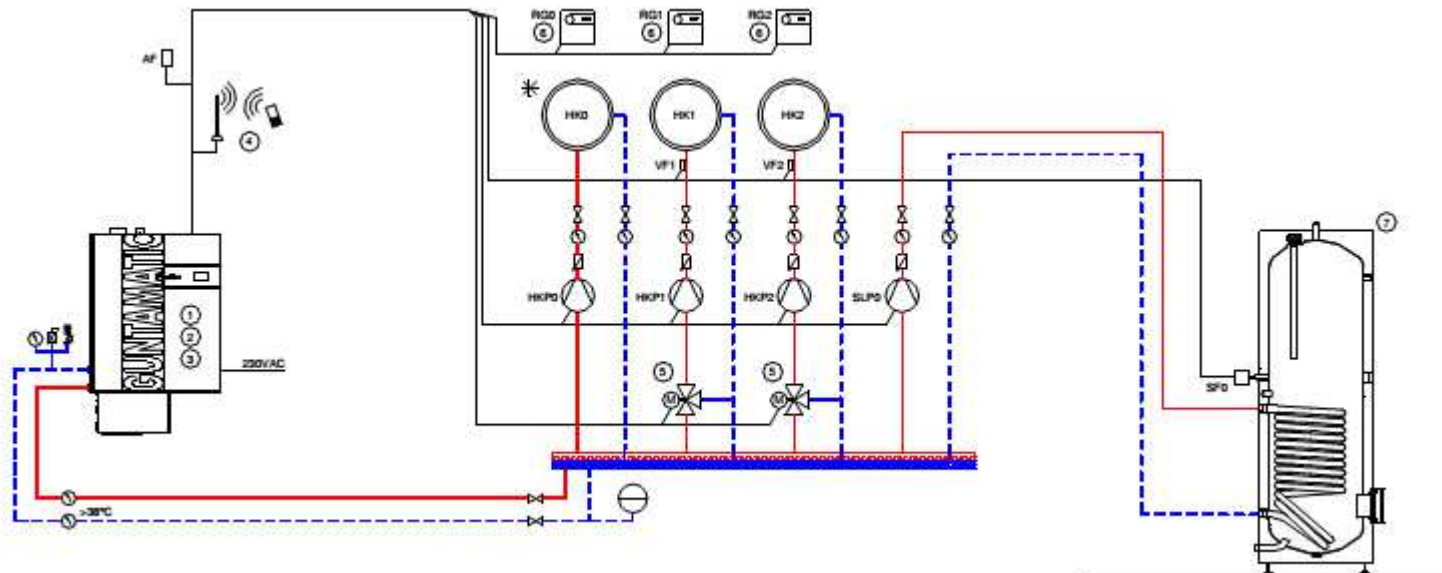 RG0 RG1 RG2
6 6 6
AF
HK0 HK1 HK2
4
VF1 VF2
7
GUNTAMATIC
HKP0 HKP1 HKP2 SLP0
1
2
3
230VAC
5 5
M M
SF0
>38°C